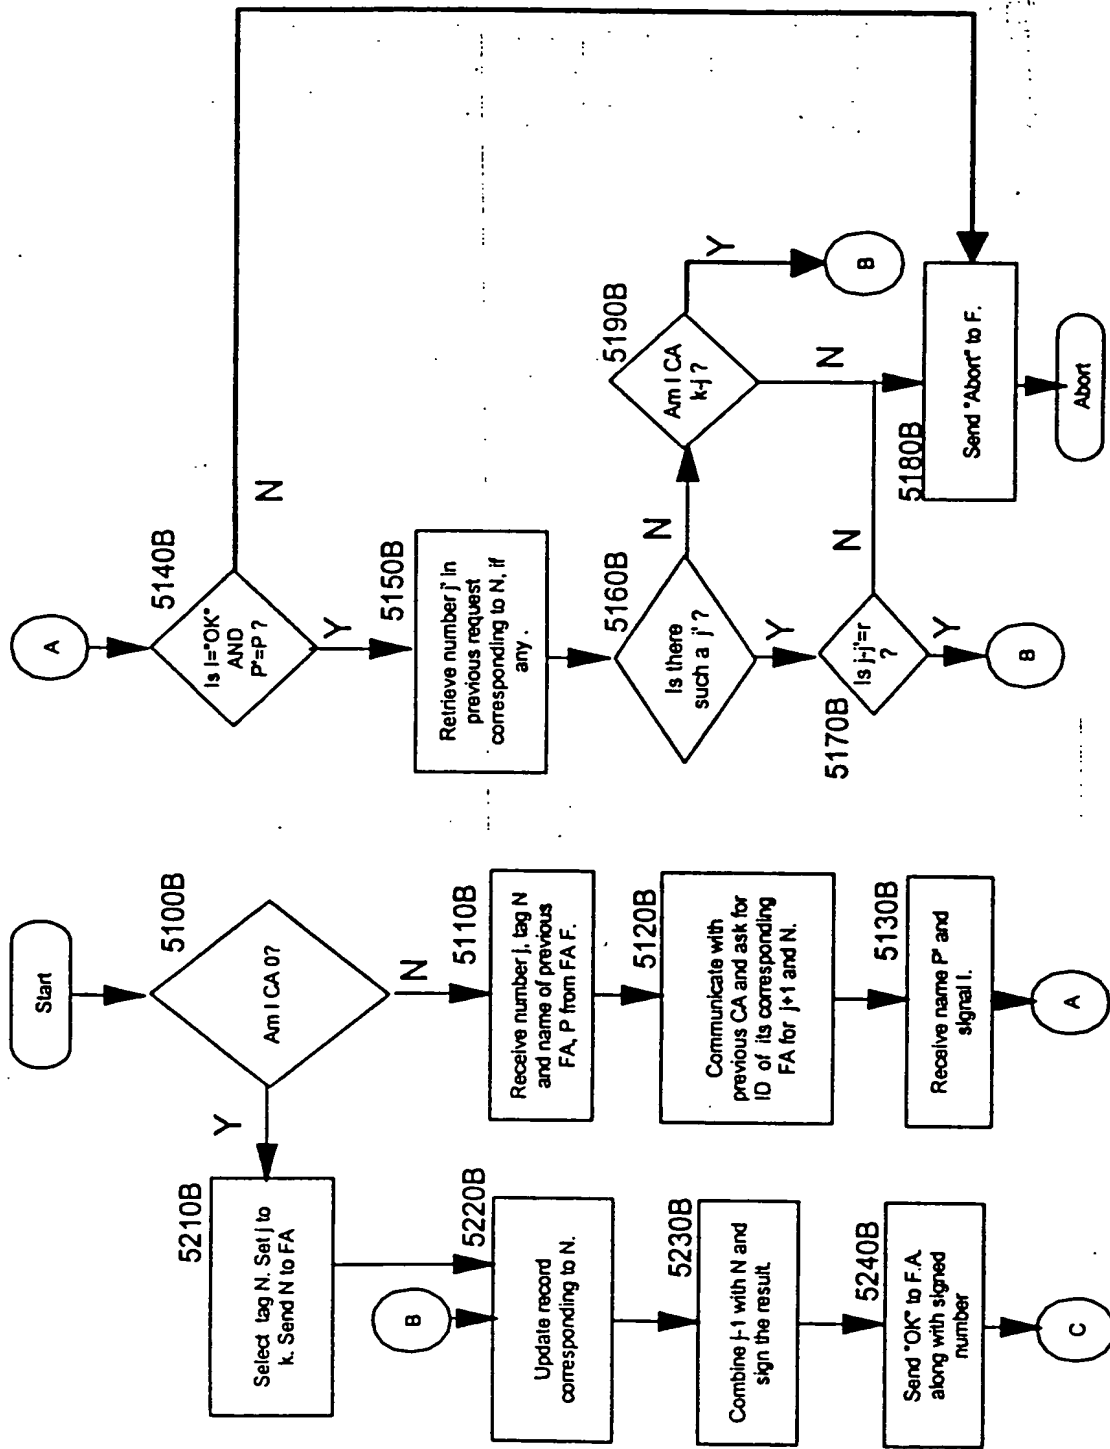 Start
5100B
Am I CA 0?
Y
N
5210B
Select tag N. Set j to
k. Send N to FA
B
5220B
Update record
corresponding to N.
5230B
Combine j-1 with N and
sign the result.
5240B
Send "OK" to F.A.
along with signed
number
C
5110B
Receive number j, tag N
and name of previous
FA, P from FA F.
5120B
Communicate with
previous CA and ask for
ID of its corresponding
FA for j+1 and N.
5130B
Receive name P' and
signal I.
A
A
5140B
Is I="OK"
AND
P'=P ?
N
Y
5150B
Retrieve number j' in
previous request
corresponding to N, if
any .
5160B
Is there
such a j' ?
N
Y
5190B
Am I CA
k-j ?
Y
B
N
5170B
Is j-j'=r
?
N
Y
B
5180B
Send "Abort" to F.
Abort